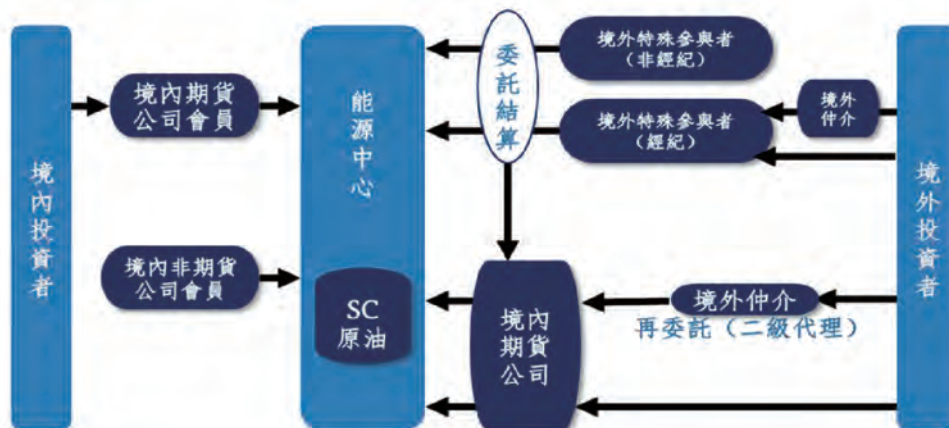 境內投資者
境內期貨
公司會員
境內非期貨
公司會員
能源中心
SC
原油
委託結算
境外特殊參與者
（非經紀）
境外特殊參與者
（經紀）
境外
仲介
境內
期貨
公司
境外仲介
再委託（二級代理）
境外投資者